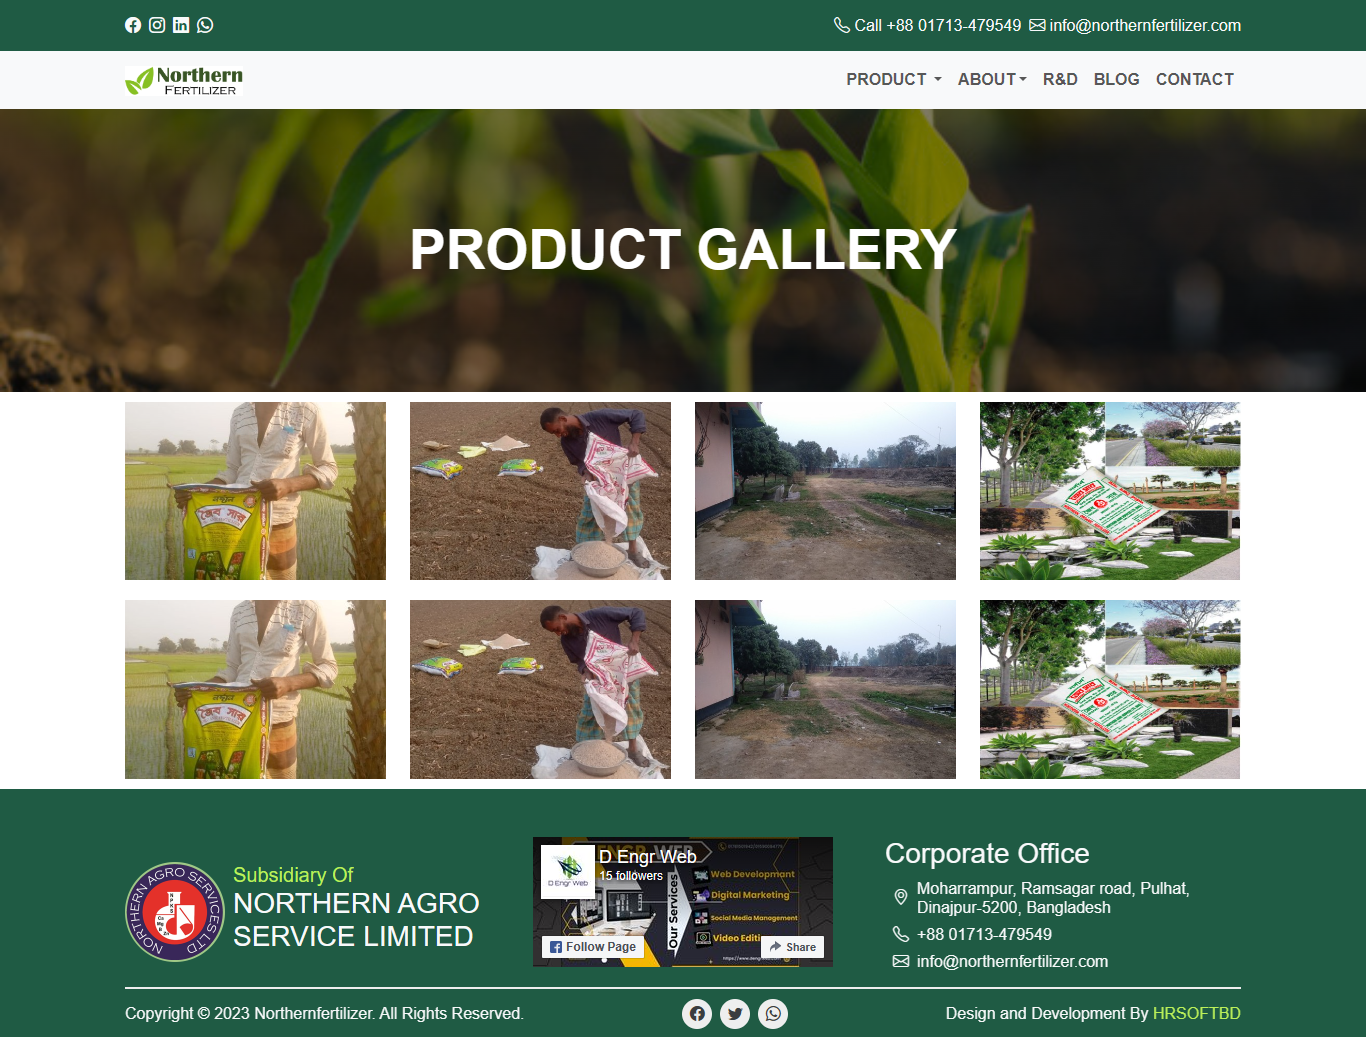 Call +88 01713-479549 info@northernfertilizer.com
Northern
FERTILIZER
PRODUCT ABOUT R&D BLOG CONTACT
PRODUCT GALLERY
জৈব সার
জৈব সার
Subsidiary Of
NORTHERN AGRO
SERVICE LIMITED
NORTHERN AGRO SERVICES LTD
D Engr Web
15 followers
D Engr Web
Our Services
Web Developmant
Digital Marketing
Social Media Management
Follow Page
Share
Corporate Office
Moharrampur, Ramsagar road, Pulhat,
Dinajpur-5200, Bangladesh
+88 01713-479549
info@northernfertilizer.com
Copyright © 2023 Northernfertilizer. All Rights Reserved.
Design and Development By HRSOFTBD